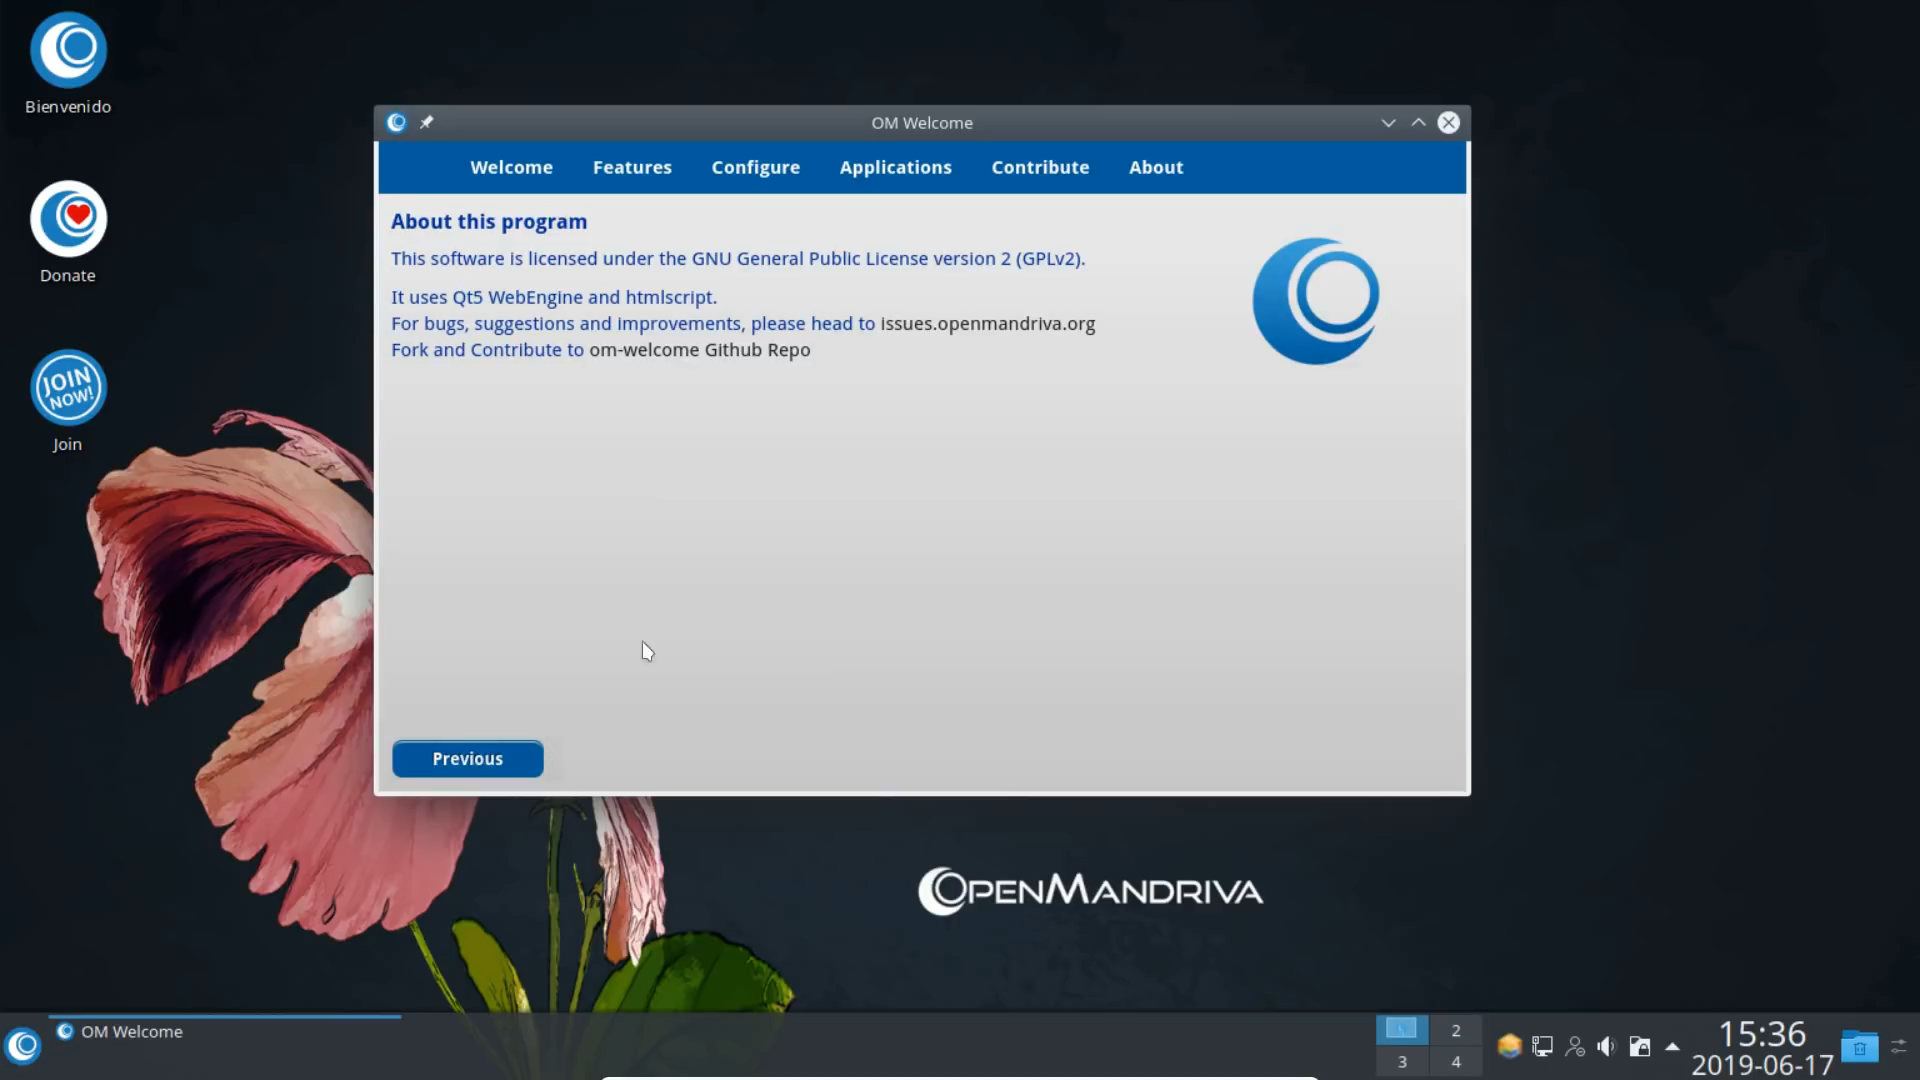 Bienvenido
Donate
JOIN
NOW!
Join
OM Welcome
Welcome Features Configure Applications Contribute About
About this program
This software is licensed under the GNU General Public License version 2 (GPLv2).
It uses Qt5 WebEngine and htmlscript.
For bugs, suggestions and improvements, please head to issues.openmandriva.org
Fork and Contribute to om-welcome Github Repo
Previous
OPENMANDRIVA
OM Welcome
2
3 4
15:36
2019-06-17